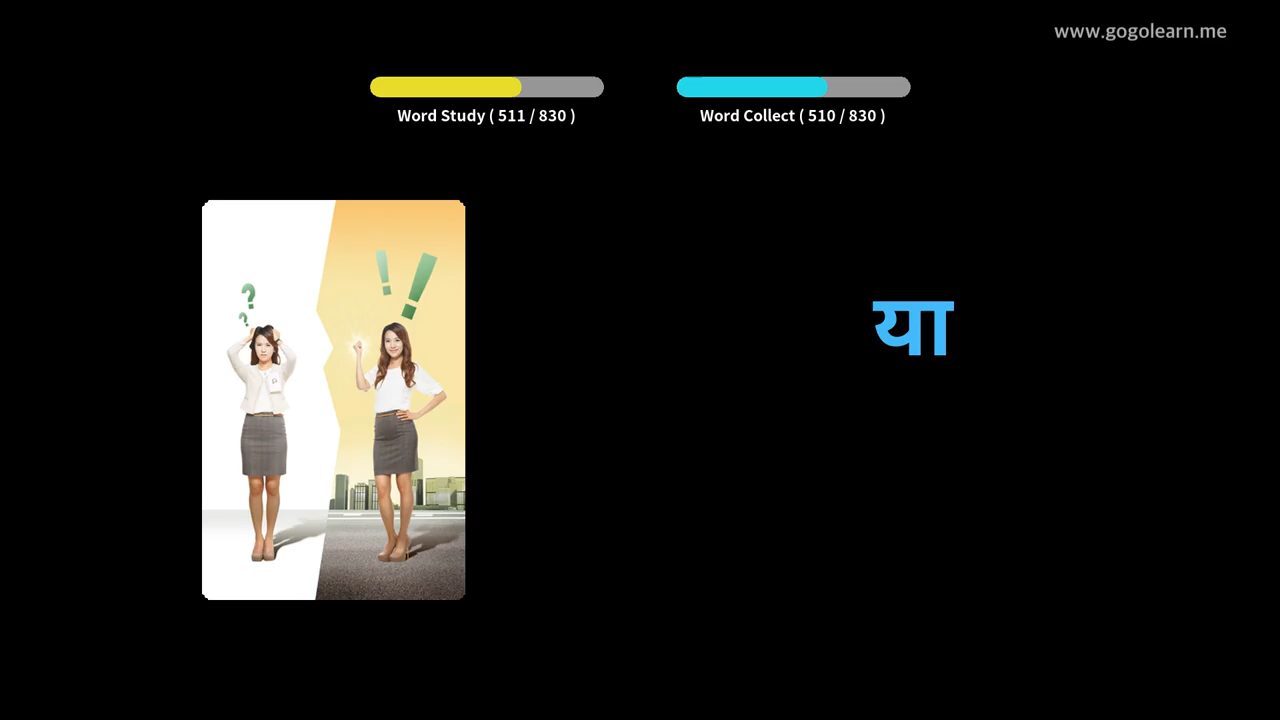 www.gogolearn.me
Word Study ( 511 / 830 )
Word Collect ( 510 / 830 )
? ?
! !
या